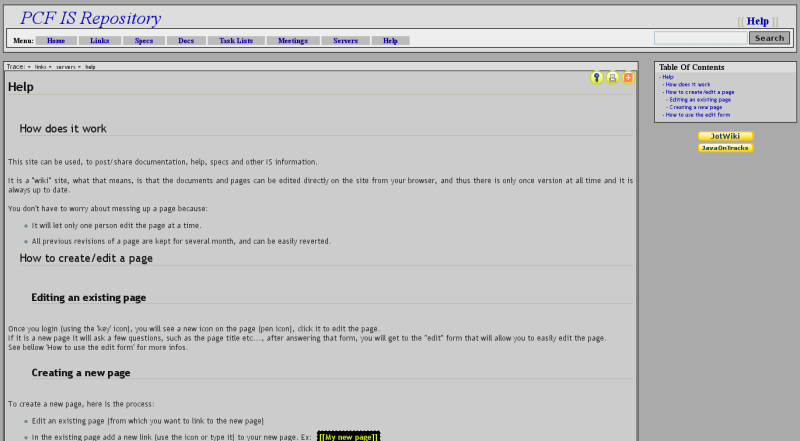 PCF IS Repository
[[ Help ]]
Menu: Home Links Specs Docs Task Lists Meetings Servers Help
Search
Trace: • links • servers • help
Table Of Contents
- Help
- How does it work
- How to create/edit a page
- Editing an existing page
- Creating a new page
- How to use the edit form
JotWiki
JavaOnTracks
Help
How does it work
This site can be used, to post/share documentation, help, specs and other IS information.
It is a "wiki" site, what that means, is that the documents and pages can be edited directly on the site from your browser, and thus there is only once version at all time and it is
always up to date.
You don't have to worry about messing up a page because:
It will let only one person edit the page at a time.
All previous revisions of a page are kept for several month, and can be easily reverted.
How to create/edit a page
Editing an existing page
Once you login (using the 'key' icon), you will see a new icon on the page (pen icon), click it to edit the page.
If it is a new page it will ask a few questions, such as the page title etc..., after answering that form, you will get to the "edit" form that will allow you to easily edit the page.
See bellow 'How to use the edit form' for more infos.
Creating a new page
To create a new page, here is the process:
Edit an existing page (from which you want to link to the new page)
In the existing page add a new link (use the icon or type it) to your new page. Ex: [[My new page]]